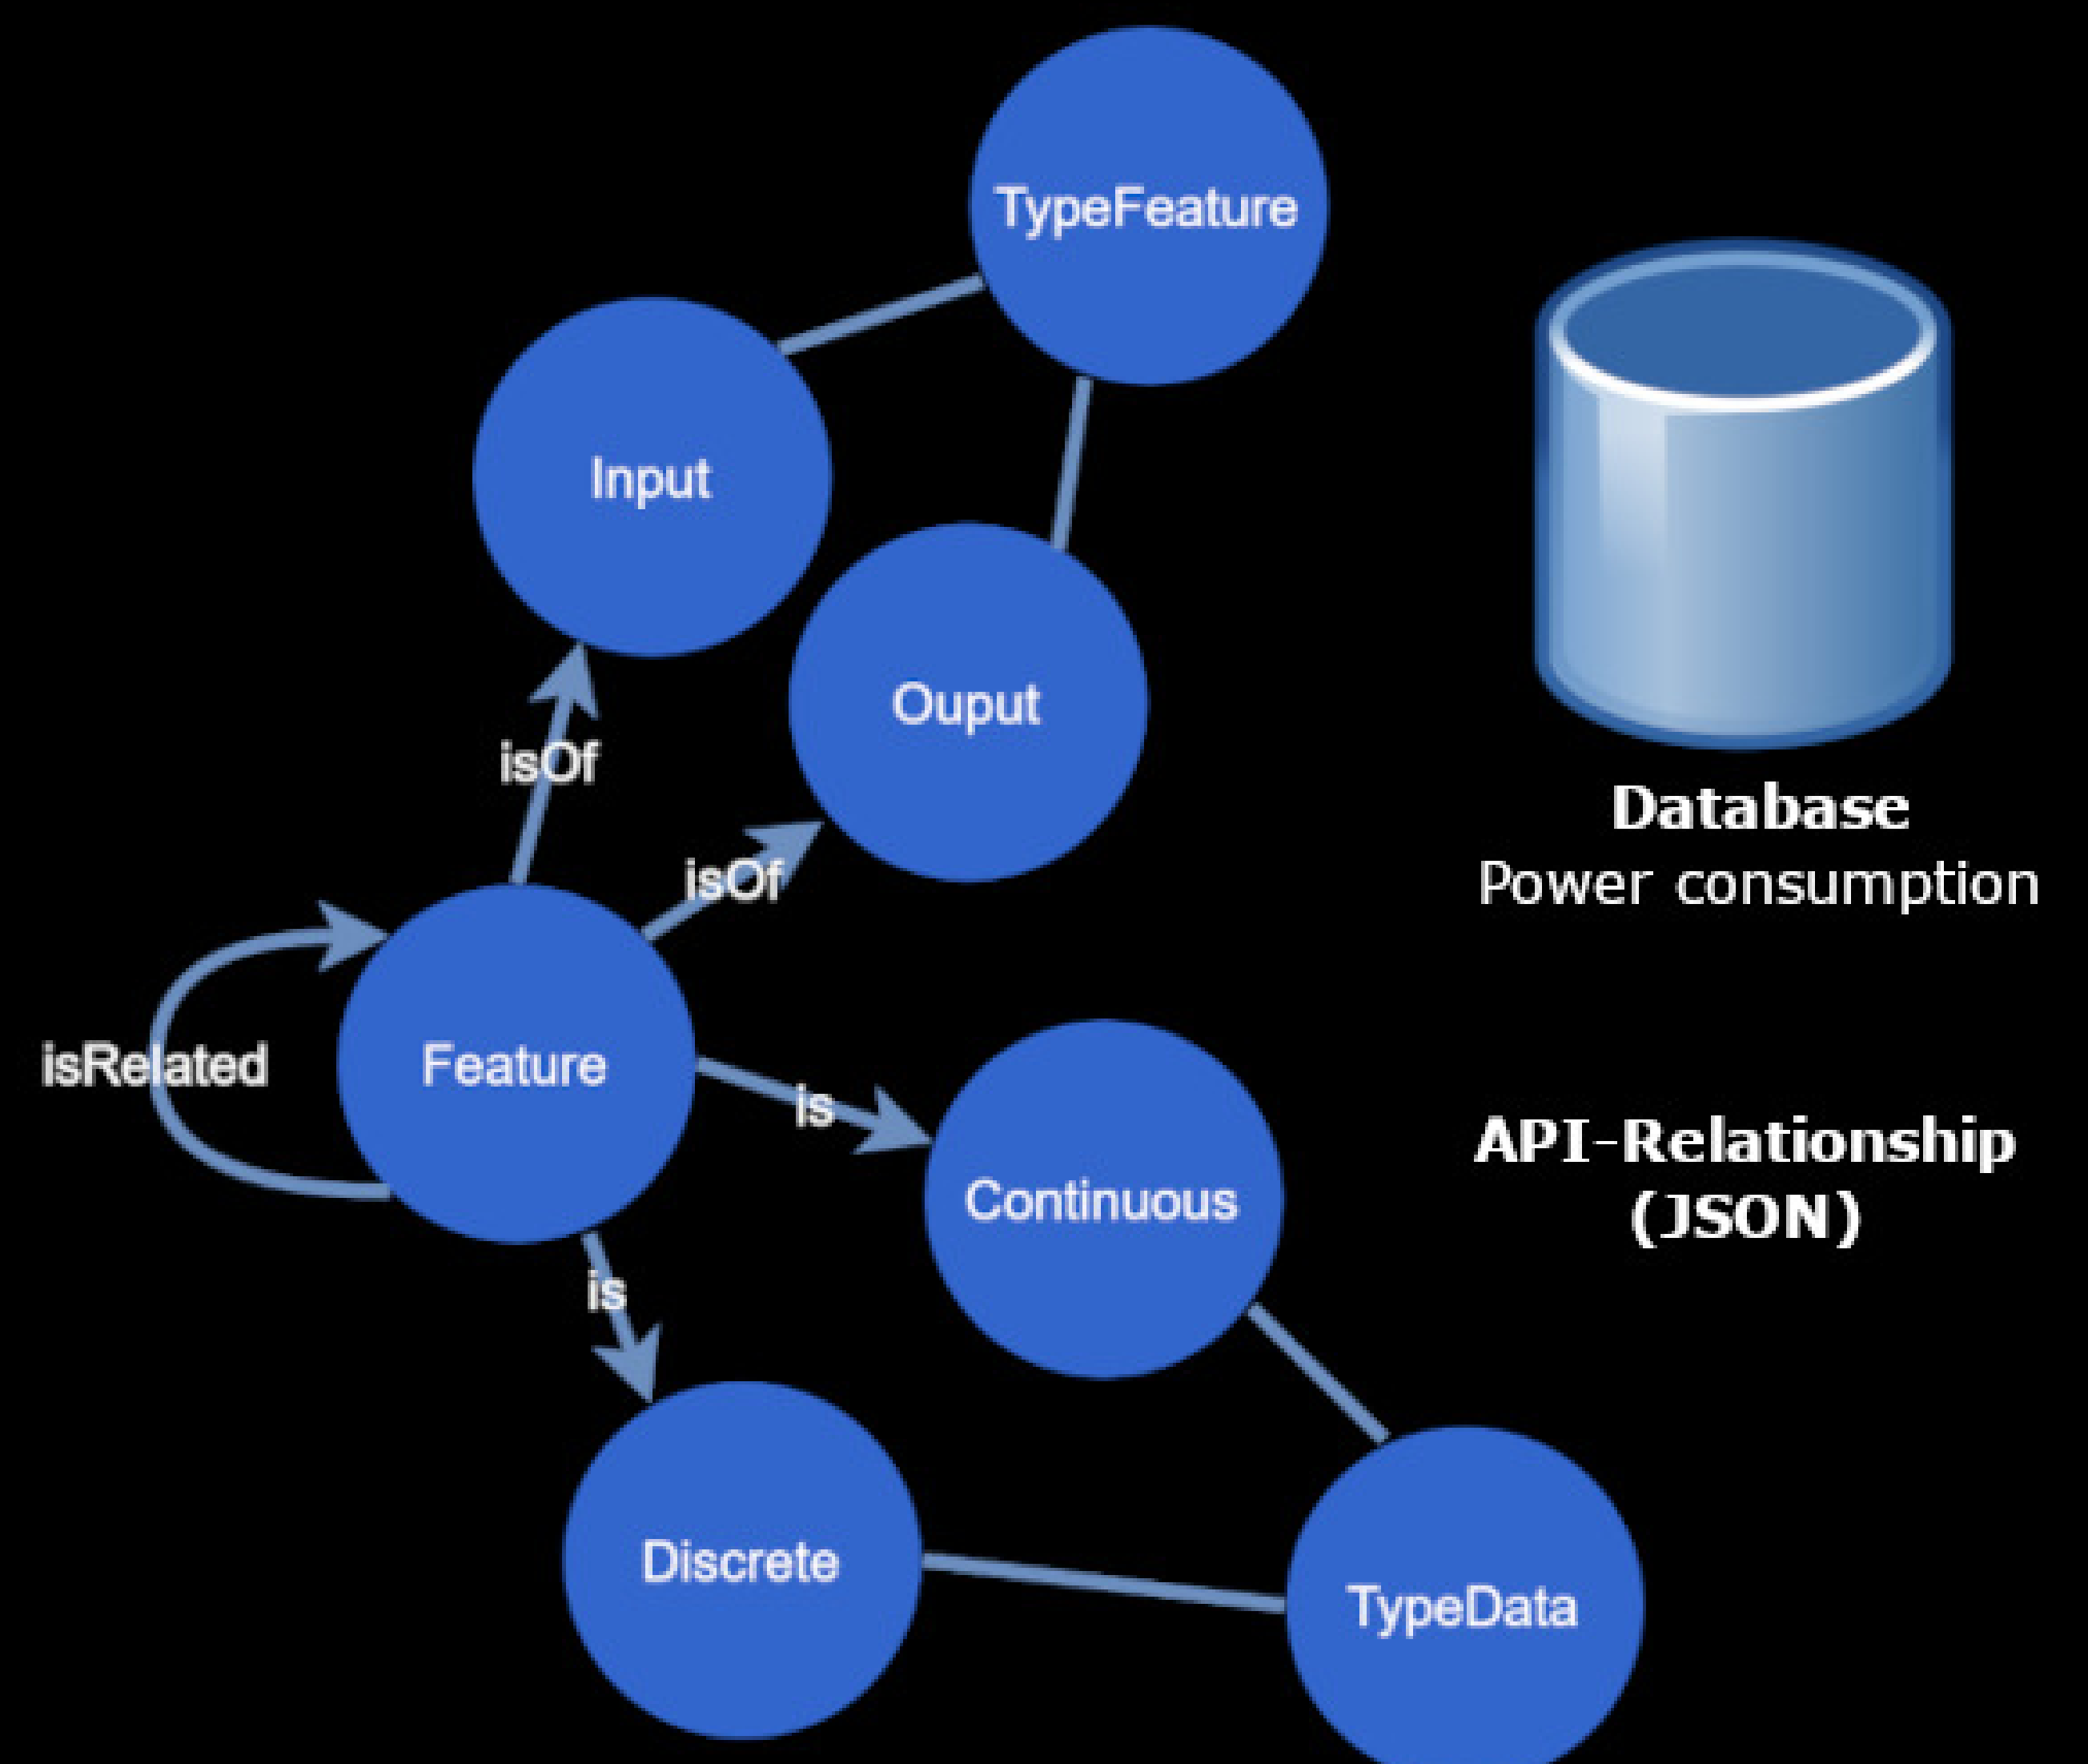 TypeFeature
Input
Ouput
isOf
isOf
isRelated
Feature
is
Continuous
is
Discrete
TypeData
Database
Power consumption
API-Relationship
(JSON)